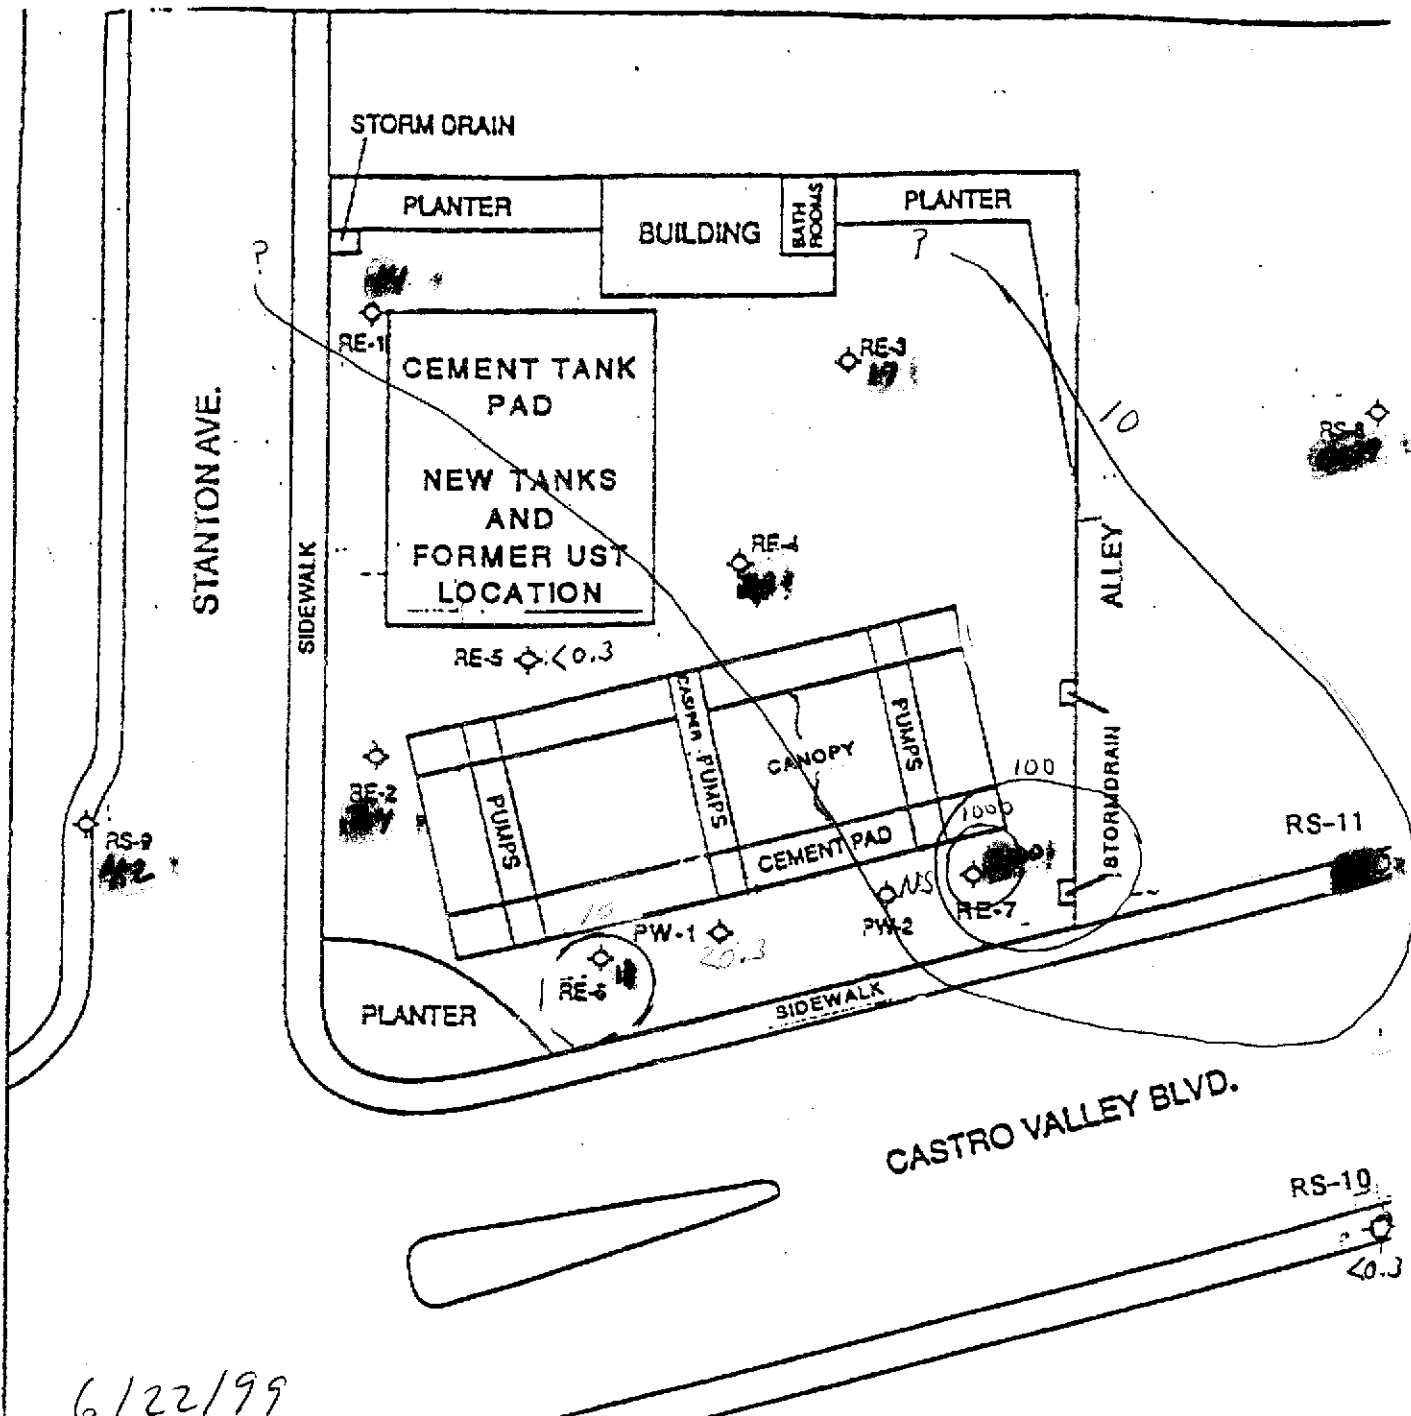 STORM DRAIN
PLANTER
BUILDING
BATH
ROOMS
PLANTER
?
?
RE-1
CEMENT TANK
PAD
NEW TANKS
AND
FORMER UST
LOCATION
RE-3
10
STANTON AVE.
SIDEWALK
RE-4
ALLEY
RE-5
<0.3
PUMPS
PUMPS
PUMPS
CANOPY
STORMDRAIN
100
1000
RS-9
RS-11
CEMENT PAD
NS
PW-2
RE-7
10
PW-1
<0.3
RE-6
PLANTER
SIDEWALK
CASTRO VALLEY BLVD.
RS-10
<0.3
6/22/99